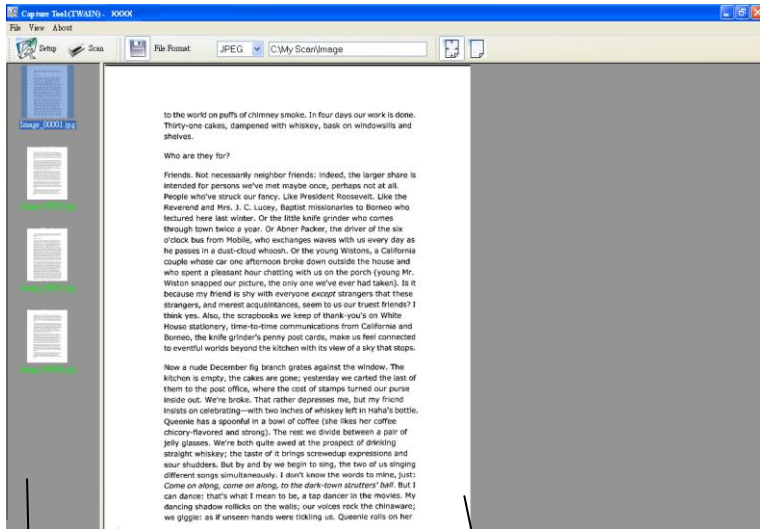 Capture Tool(TWAIN) - XXXX
File View About
Setup Scan File Format JPEG C:\My Scan\Image
Image_00001.jpg
to the world on puffs of chimney smoke. In four days our work is done.
Thirty-one cakes, dampened with whiskey, bask on windowsills and
shelves.
Who are they for?
Friends. Not necessarily neighbor friends: indeed, the larger share is
intended for persons we've met maybe once, perhaps not at all.
People who've struck our fancy. Like President Roosevelt. Like the
Reverend and Mrs. J. C. Lucey, Baptist missionaries to Borneo who
lectured here last winter. Or the little knife grinder who comes
through town twice a year. Or Abner Packer, the driver of the six
o'clock bus from Mobile, who exchanges waves with us every day as
he passes in a dust-cloud whoosh. Or the young Wistons, a California
couple whose car one afternoon broke down outside the house and
who spent a pleasant hour chatting with us on the porch (young Mr.
Wiston snapped our picture, the only one we've ever had taken). Is it
because my friend is shy with everyone except strangers that these
strangers, and merest acquaintances, seem to us our truest friends? I
think yes. Also, the scrapbooks we keep of thank-you's on White
House stationery, time-to-time communications from California and
Borneo, the knife grinder's penny post cards, make us feel connected
to eventful worlds beyond the kitchen with its view of a sky that stops.
Now a nude December fig branch grates against the window. The
kitchen is empty, the cakes are gone; yesterday we carted the last of
them to the post office, where the cost of stamps turned our purse
inside out. We're broke. That rather depresses me, but my friend
insists on celebrating—with two inches of whiskey left in Haha's bottle.
Queenie has a spoonful in a bowl of coffee (she likes her coffee
chicory-flavored and strong). The rest we divide between a pair of
jelly glasses. We're both quite awed at the prospect of drinking
straight whiskey; the taste of it brings screwedup expressions and
sour shudders. But by and by we begin to sing, the two of us singing
different songs simultaneously. I don't know the words to mine, just:
Come on along, come on along, to the dark-town strutters' ball. But I
can dance: that's what I mean to be, a tap dancer in the movies. My
dancing shadow rollicks on the walls; our voices rock the chinaware;
we giggle: as if unseen hands were tickling us. Queenie rolls on her